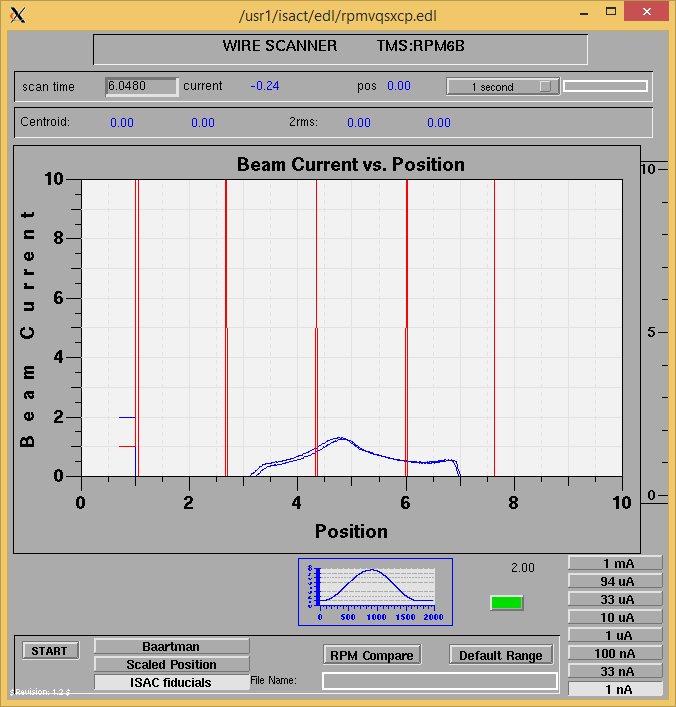 /usr1/isact/edl/rpmvqsxcp.edl
WIRE SCANNER TMS:RPM6B
scan time 6.0480 current -0.24 pos 0.00 1 second
Centroid: 0.00 0.00 2rms: 0.00 0.00
Beam Current vs. Position
Beam Current
10
8
6
4
2
0
0 2 4 6 8 10
Position
10
5
0
2.00
8
0 500 1000 1500 2000
1 mA
94 uA
33 uA
10 uA
1 uA
100 nA
33 nA
1 nA
START
Baartman
Scaled Position
ISAC fiducials
RPM Compare
Default Range
File Name:
$Revision: 1.2 $